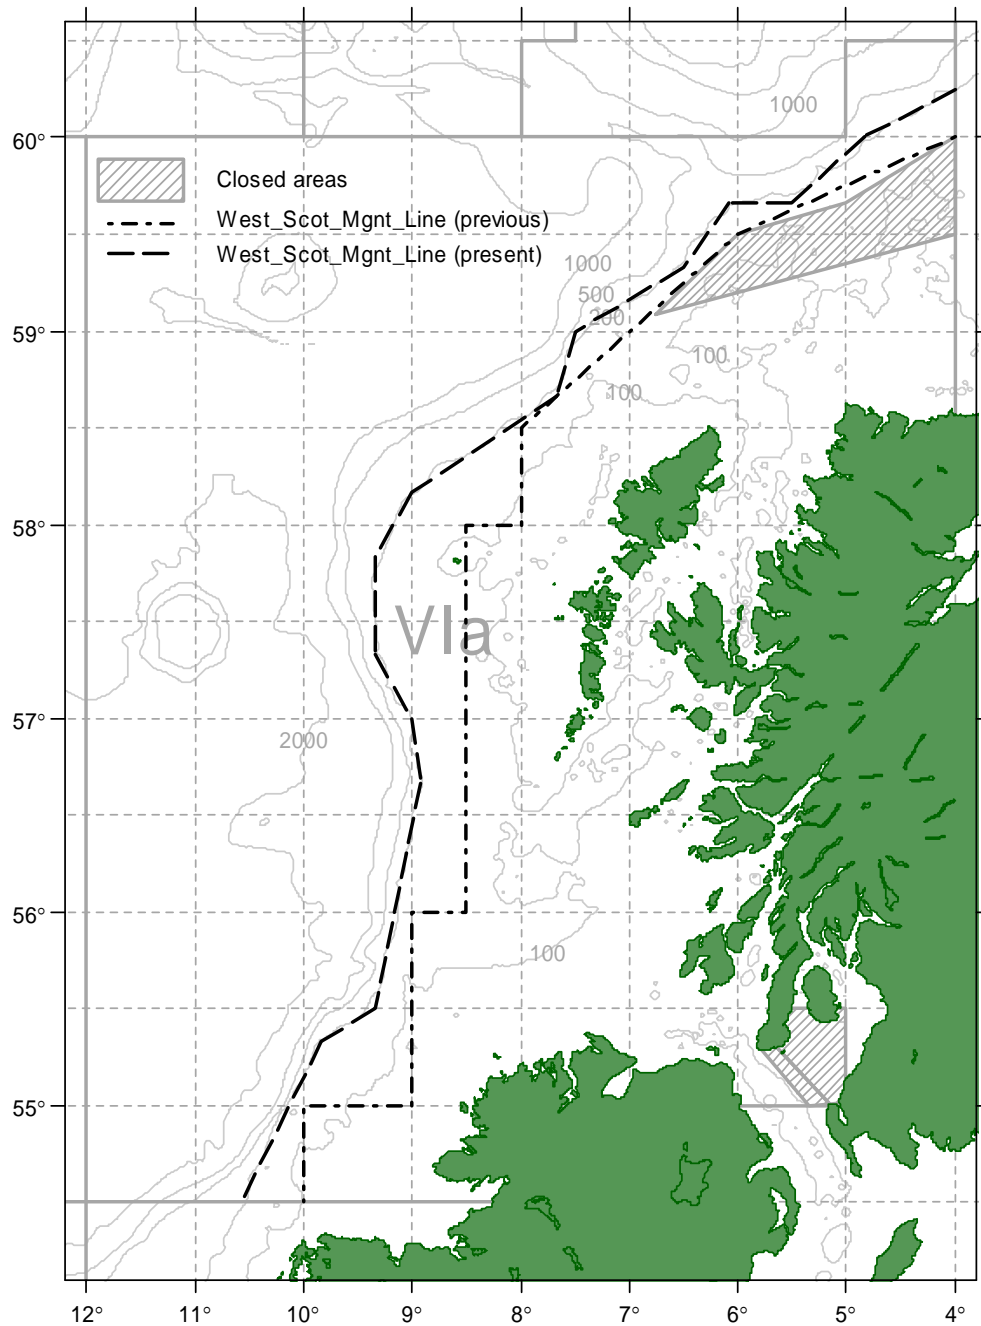 1000
60°
Closed areas
West_Scot_Mgnt_Line (previous)
West_Scot_Mgnt_Line (present)
1000
500
200
59°
100
100
58°
VIa
57°
2000
56°
100
55°
12° 11° 10° 9° 8° 7° 6° 5° 4°